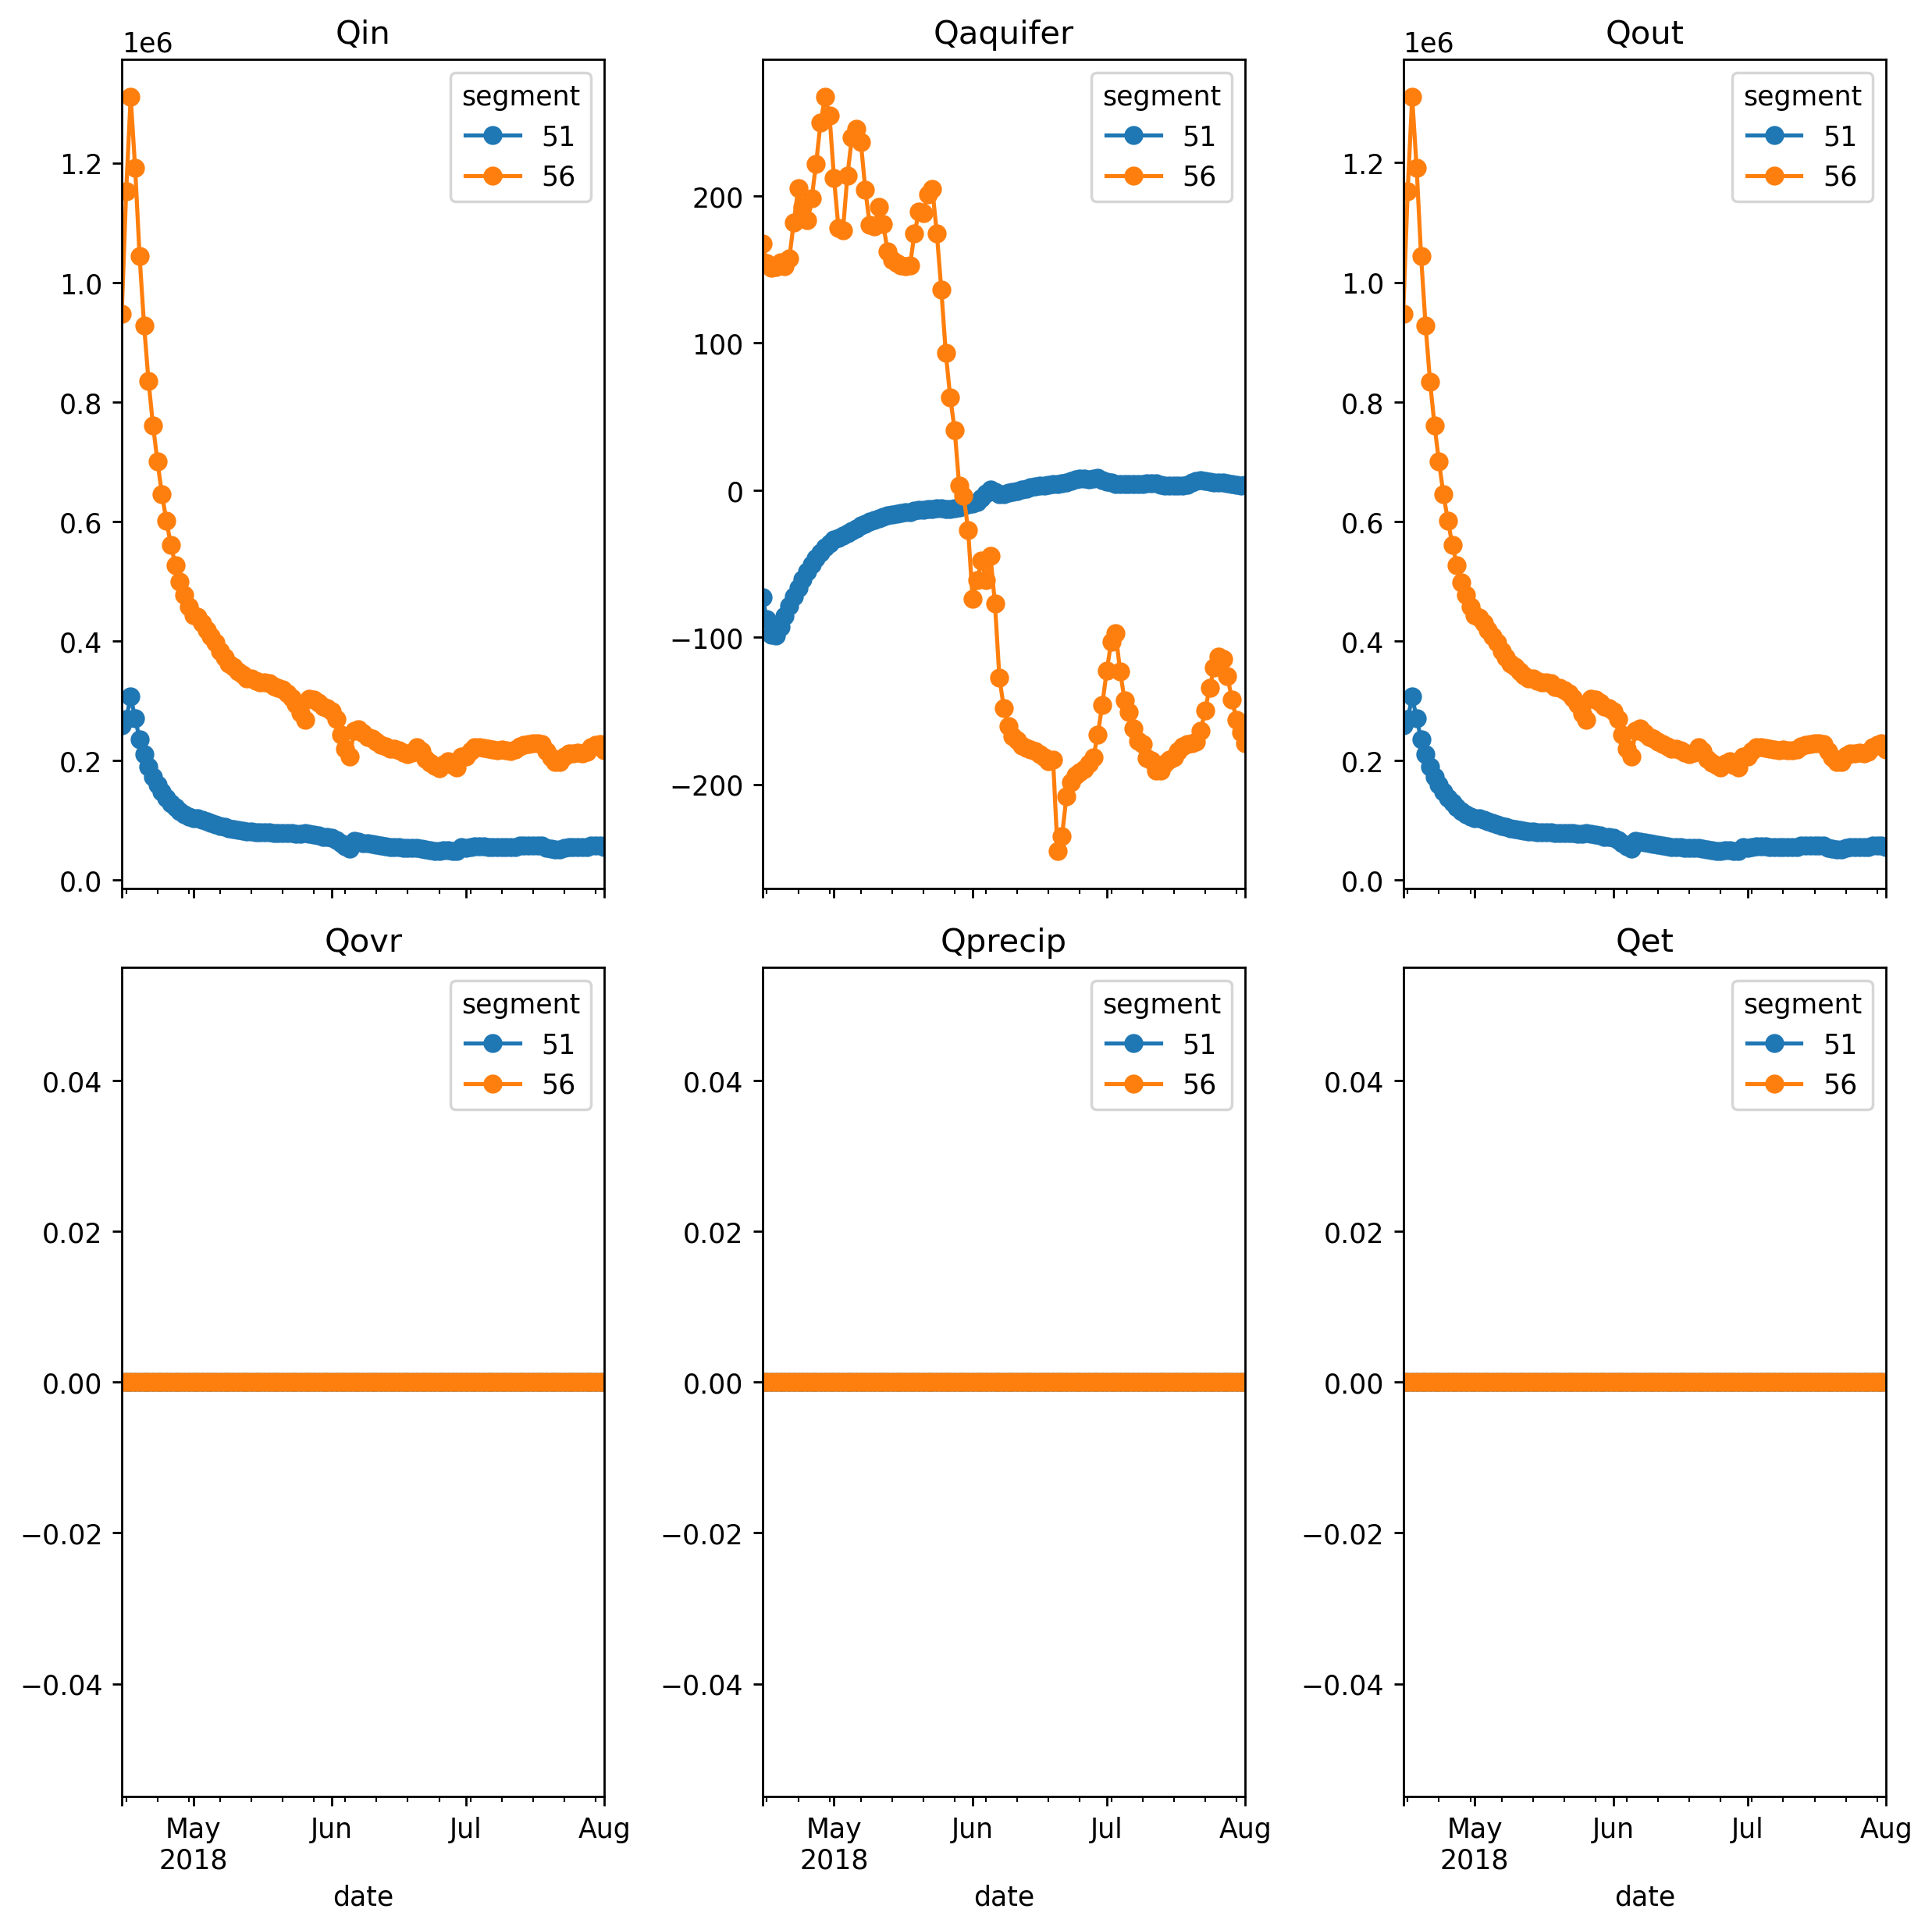 Qin
1e6
1.2
1.0
0.8
0.6
0.4
0.2
0.0
segment
51
56
Qaquifer
200
100
0
−100
−200
segment
51
56
Qout
1e6
1.2
1.0
0.8
0.6
0.4
0.2
0.0
segment
51
56
Qovr
0.04
0.02
0.00
−0.02
−0.04
segment
51
56
May
2018
Jun
Jul
Aug
date
Qprecip
0.04
0.02
0.00
−0.02
−0.04
segment
51
56
May
2018
Jun
Jul
Aug
date
Qet
0.04
0.02
0.00
−0.02
−0.04
segment
51
56
May
2018
Jun
Jul
Aug
date